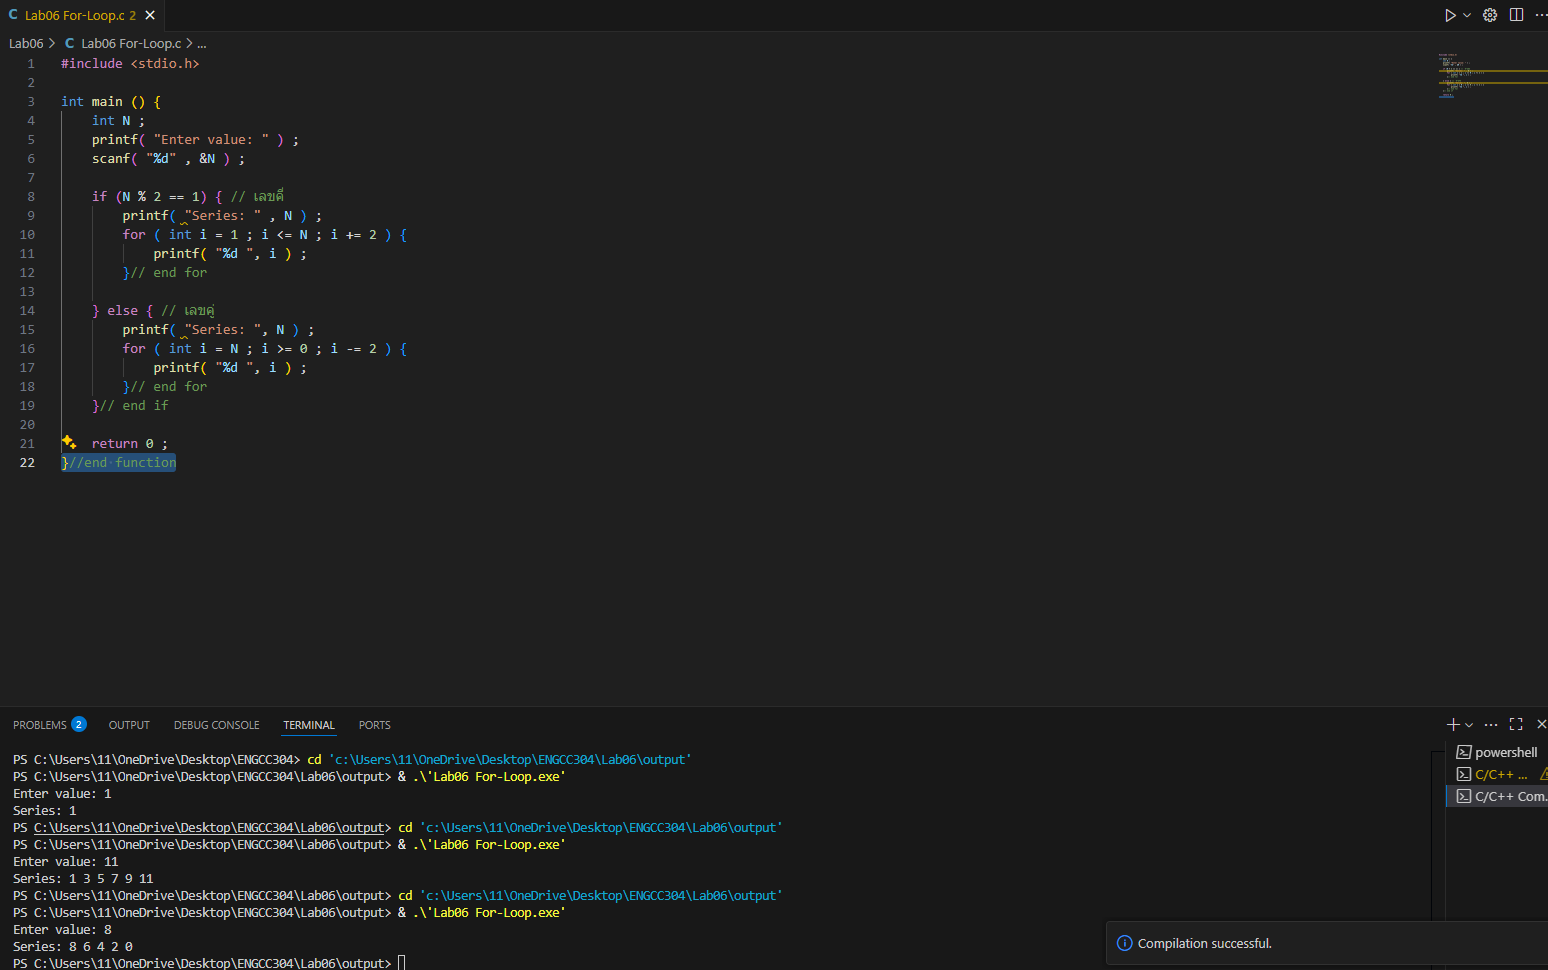 Lab06 For-Loop.c 2
Lab06 > Lab06 For-Loop.c > ...
1 #include <stdio.h>
2
3 int main () {
4 int N ;
5 printf( "Enter value: " ) ;
6 scanf( "%d" , &N ) ;
7
8 if (N % 2 == 1) { // เลขคี่
9 printf( "Series: " , N ) ;
10 for ( int i = 1 ; i <= N ; i += 2 ) {
11 printf( "%d ", i ) ;
12 }// end for
13
14 } else { // เลขคู่
15 printf( "Series: ", N ) ;
16 for ( int i = N ; i >= 0 ; i -= 2 ) {
17 printf( "%d ", i ) ;
18 }// end for
19 }// end if
20
21 return 0 ;
22 }//end function
PROBLEMS 2 OUTPUT DEBUG CONSOLE TERMINAL PORTS
PS C:\Users\11\OneDrive\Desktop\ENGCC304> cd 'c:\Users\11\OneDrive\Desktop\ENGCC304\Lab06\output'
PS C:\Users\11\OneDrive\Desktop\ENGCC304\Lab06\output> & .\'Lab06 For-Loop.exe'
Enter value: 1
Series: 1
PS C:\Users\11\OneDrive\Desktop\ENGCC304\Lab06\output> cd 'c:\Users\11\OneDrive\Desktop\ENGCC304\Lab06\output'
PS C:\Users\11\OneDrive\Desktop\ENGCC304\Lab06\output> & .\'Lab06 For-Loop.exe'
Enter value: 11
Series: 1 3 5 7 9 11
PS C:\Users\11\OneDrive\Desktop\ENGCC304\Lab06\output> cd 'c:\Users\11\OneDrive\Desktop\ENGCC304\Lab06\output'
PS C:\Users\11\OneDrive\Desktop\ENGCC304\Lab06\output> & .\'Lab06 For-Loop.exe'
Enter value: 8
Series: 8 6 4 2 0
PS C:\Users\11\OneDrive\Desktop\ENGCC304\Lab06\output>
powershell
C/C++ ...
C/C++ Com.
Compilation successful.